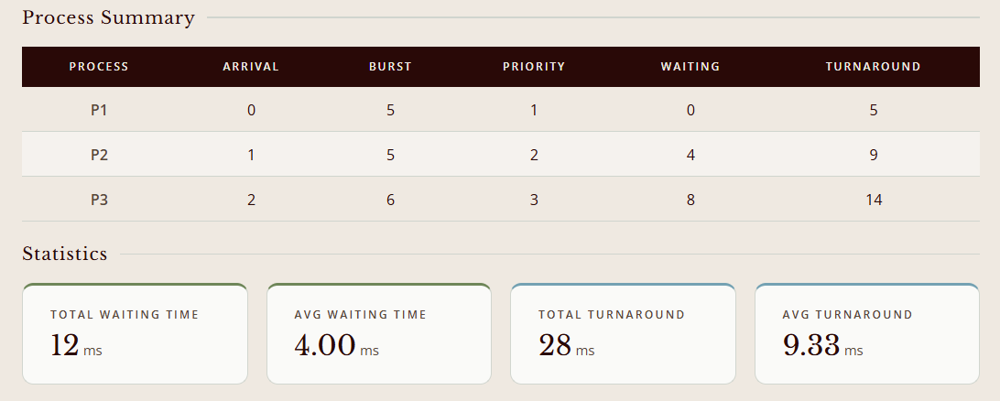 Process Summary
PROCESS ARRIVAL BURST PRIORITY WAITING TURNAROUND
P1 0 5 1 0 5
P2 1 5 2 4 9
P3 2 6 3 8 14
Statistics
TOTAL WAITING TIME AVG WAITING TIME TOTAL TURNAROUND AVG TURNAROUND
12 ms 4.00 ms 28 ms 9.33 ms